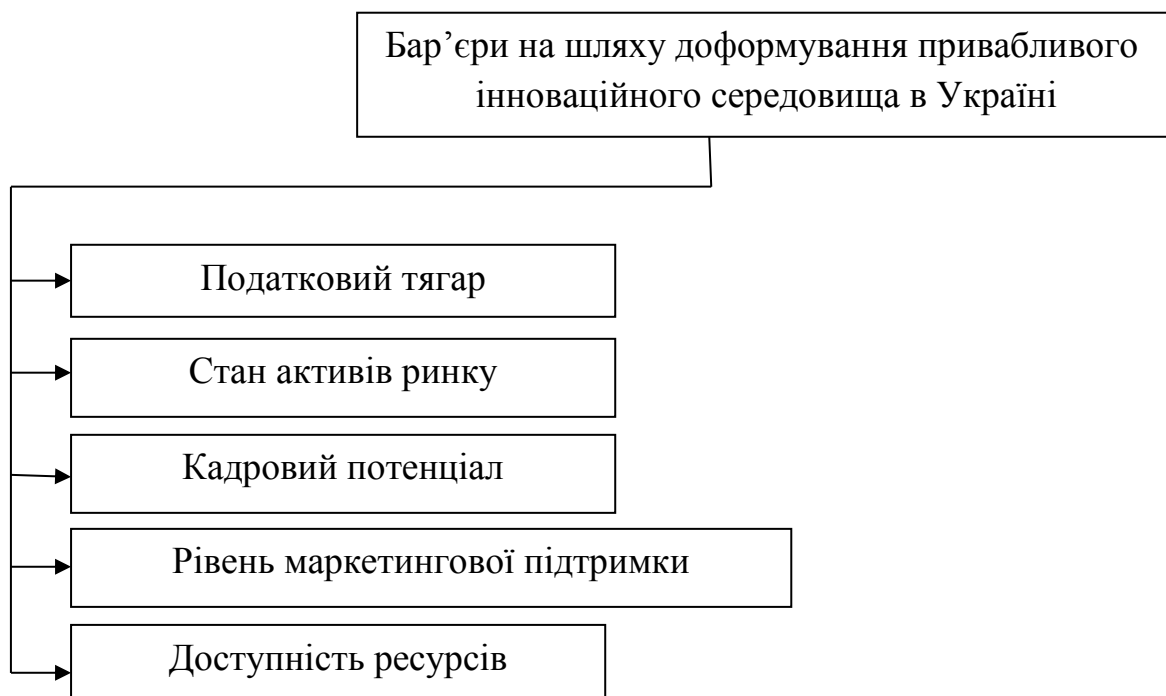 Бар’єри на шляху доформування привабливого
інноваційного середовища в Україні
Податковий тягар
Стан активів ринку
Кадровий потенціал
Рівень маркетингової підтримки
Доступність ресурсів